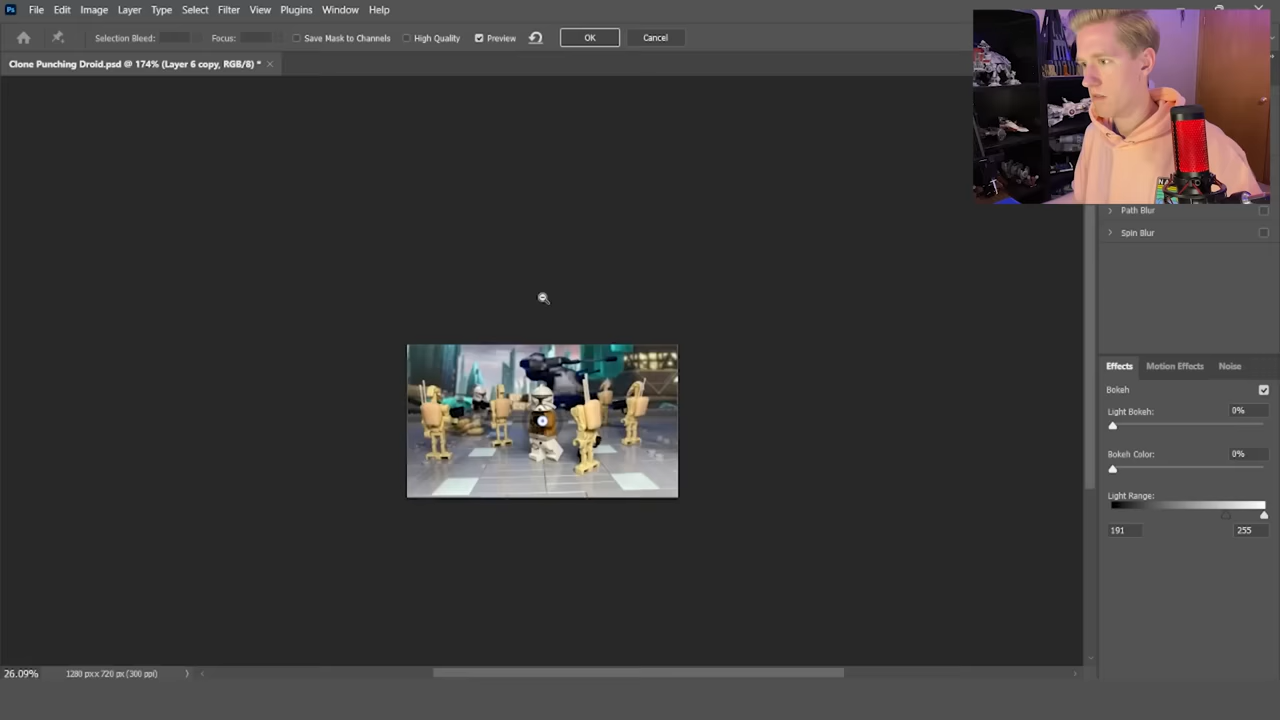 Ps File Edit Image Layer Type Select Filter View Plugins Window Help
Selection Bleed: Focus: Save Mask to Channels High Quality Preview OK Cancel
Clone Punching Droid.psd @ 174% (Layer 6 copy, RGB/8) *
Path Blur
Spin Blur
Effects Motion Effects Noise
Bokeh
Light Bokeh: 0%
Bokeh Color: 0%
Light Range:
191 255
26.09% 1280 px x 720 px (300 ppi)